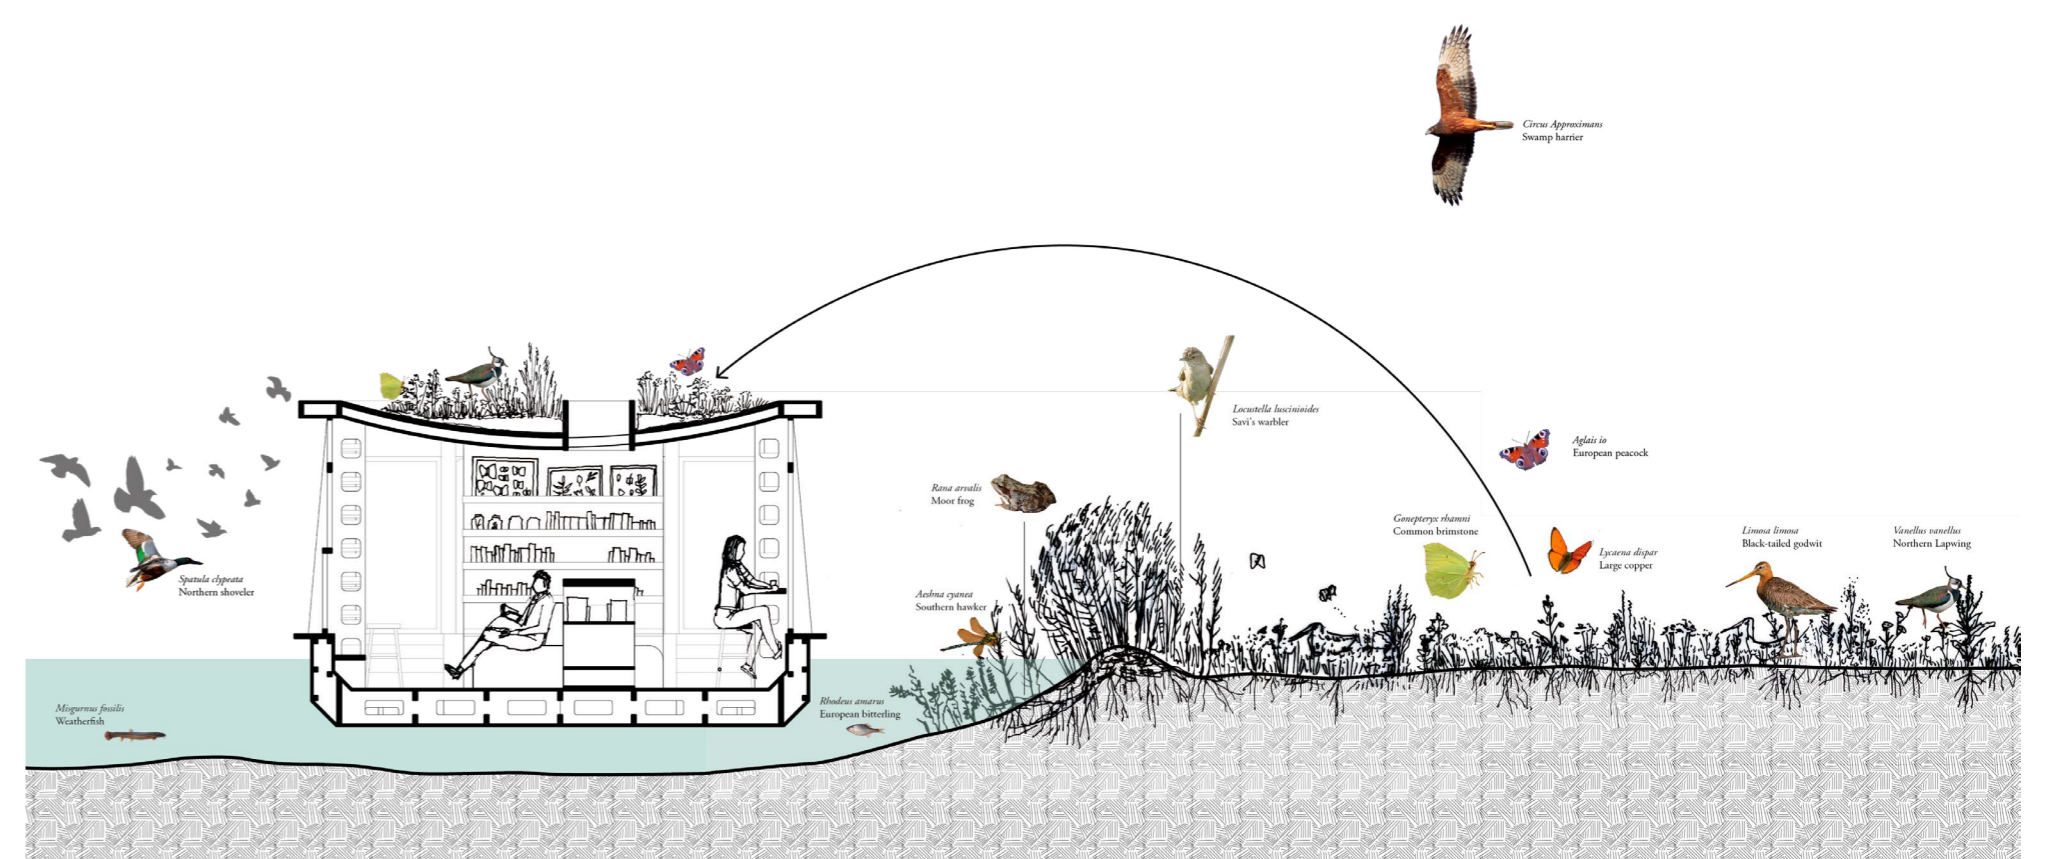 Circus Approximans
Swamp harrier
Locustella luscinioides
Savi's warbler
Aglais io
European peacock
Rana arvalis
Moor frog
Gonepteryx rhamni
Common brimstone
Lycaena dispar
Large copper
Limosa limosa
Black-tailed godwit
Vanellus vanellus
Northern Lapwing
Spatula clypeata
Northern shoveler
Aeshna cyanea
Southern hawker
Misgurnus fossilis
Weatherfish
Rhodeus amarus
European bitterling